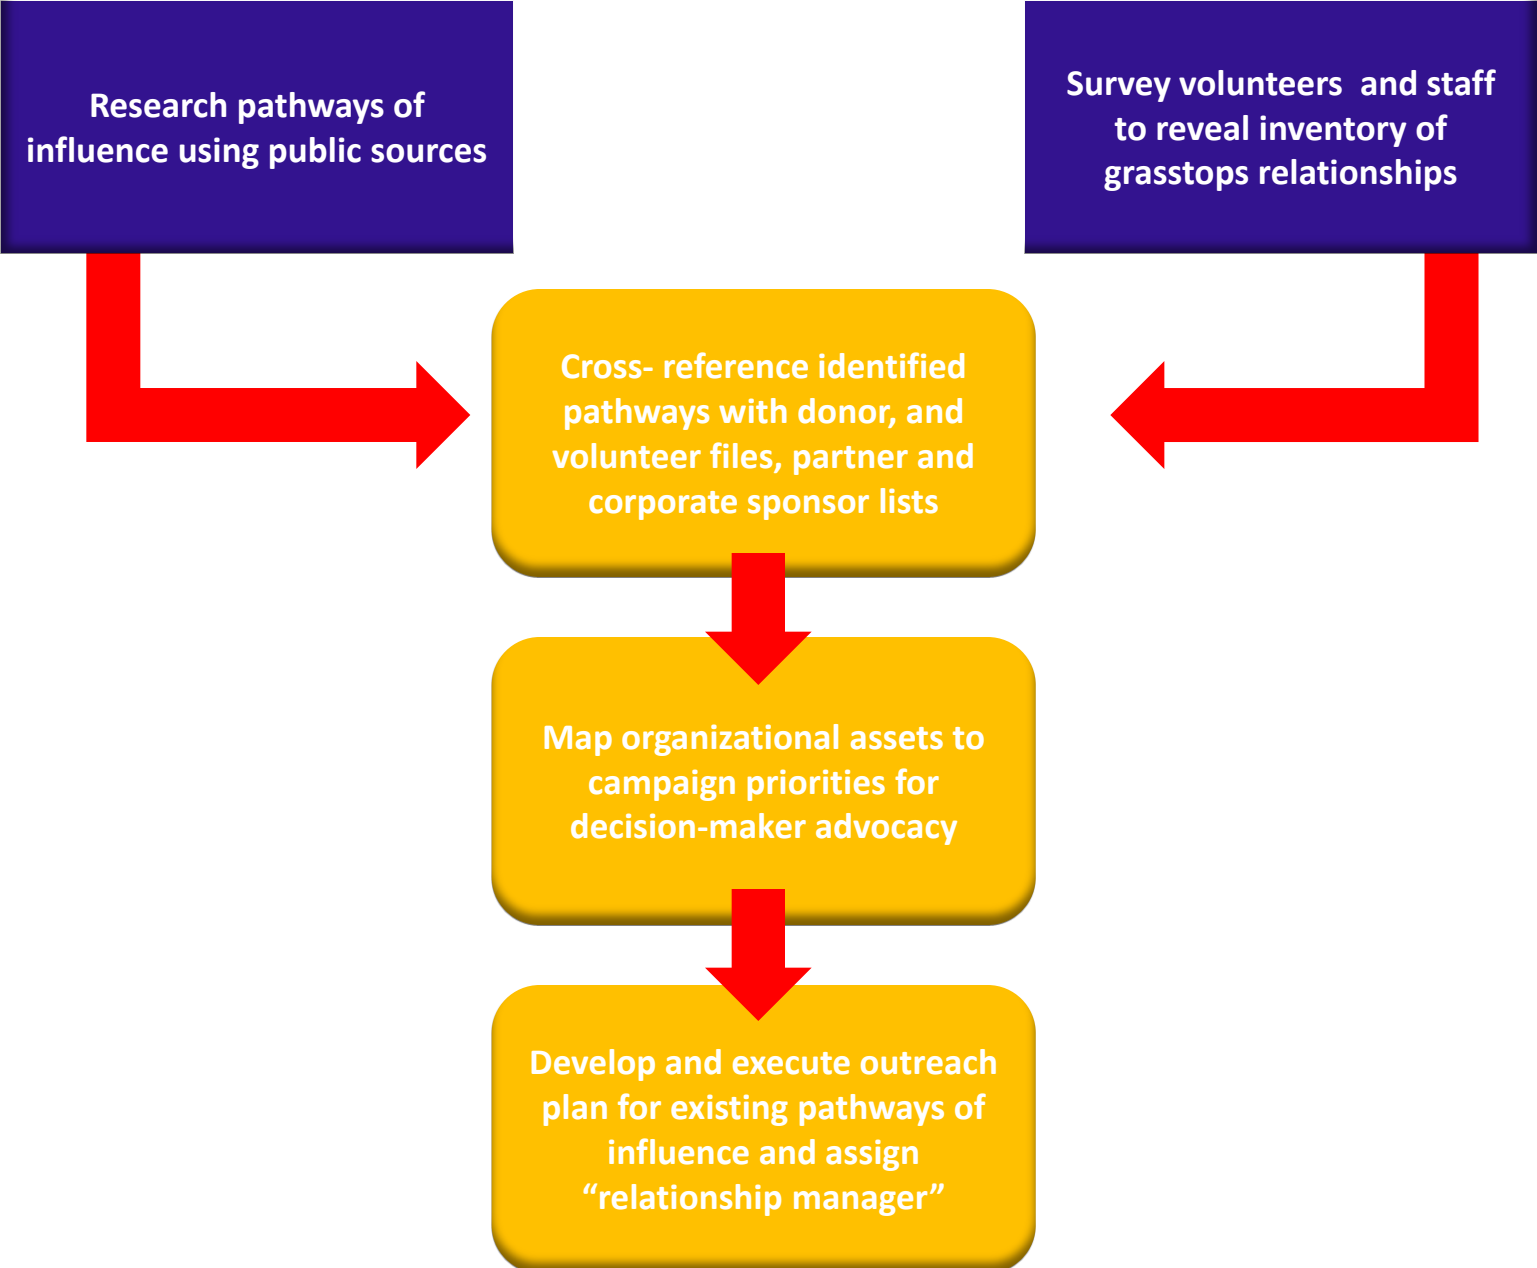 Research pathways of
influence using public sources
Survey volunteers  and staff
to reveal inventory of
grasstops relationships
Cross- reference identified
pathways with donor, and
volunteer files, partner and
corporate sponsor lists
Map organizational assets to
campaign priorities for
decision-maker advocacy
Develop and execute outreach
plan for existing pathways of
influence and assign
“relationship manager”